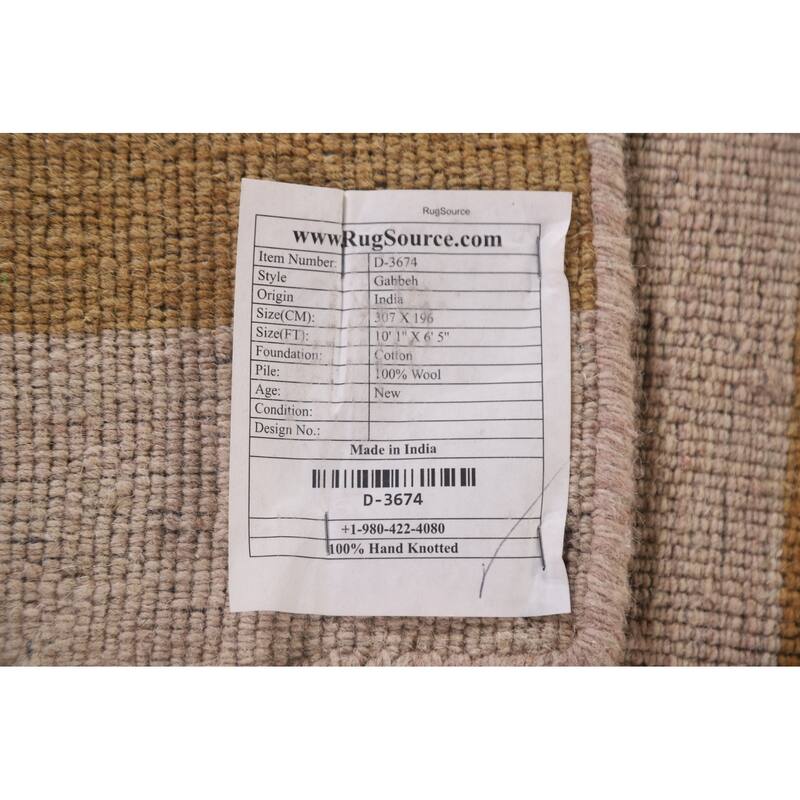 RugSource
www.RugSource.com
Item Number: D-3674
Style Gabbeh
Origin India
Size(CM): 307 X 196
Size(FT): 10' 1" X 6' 5"
Foundation: Cotton
Pile: 100% Wool
Age: New
Condition:
Design No.:
Made in India
D-3674
+1-980-422-4080
100% Hand Knotted